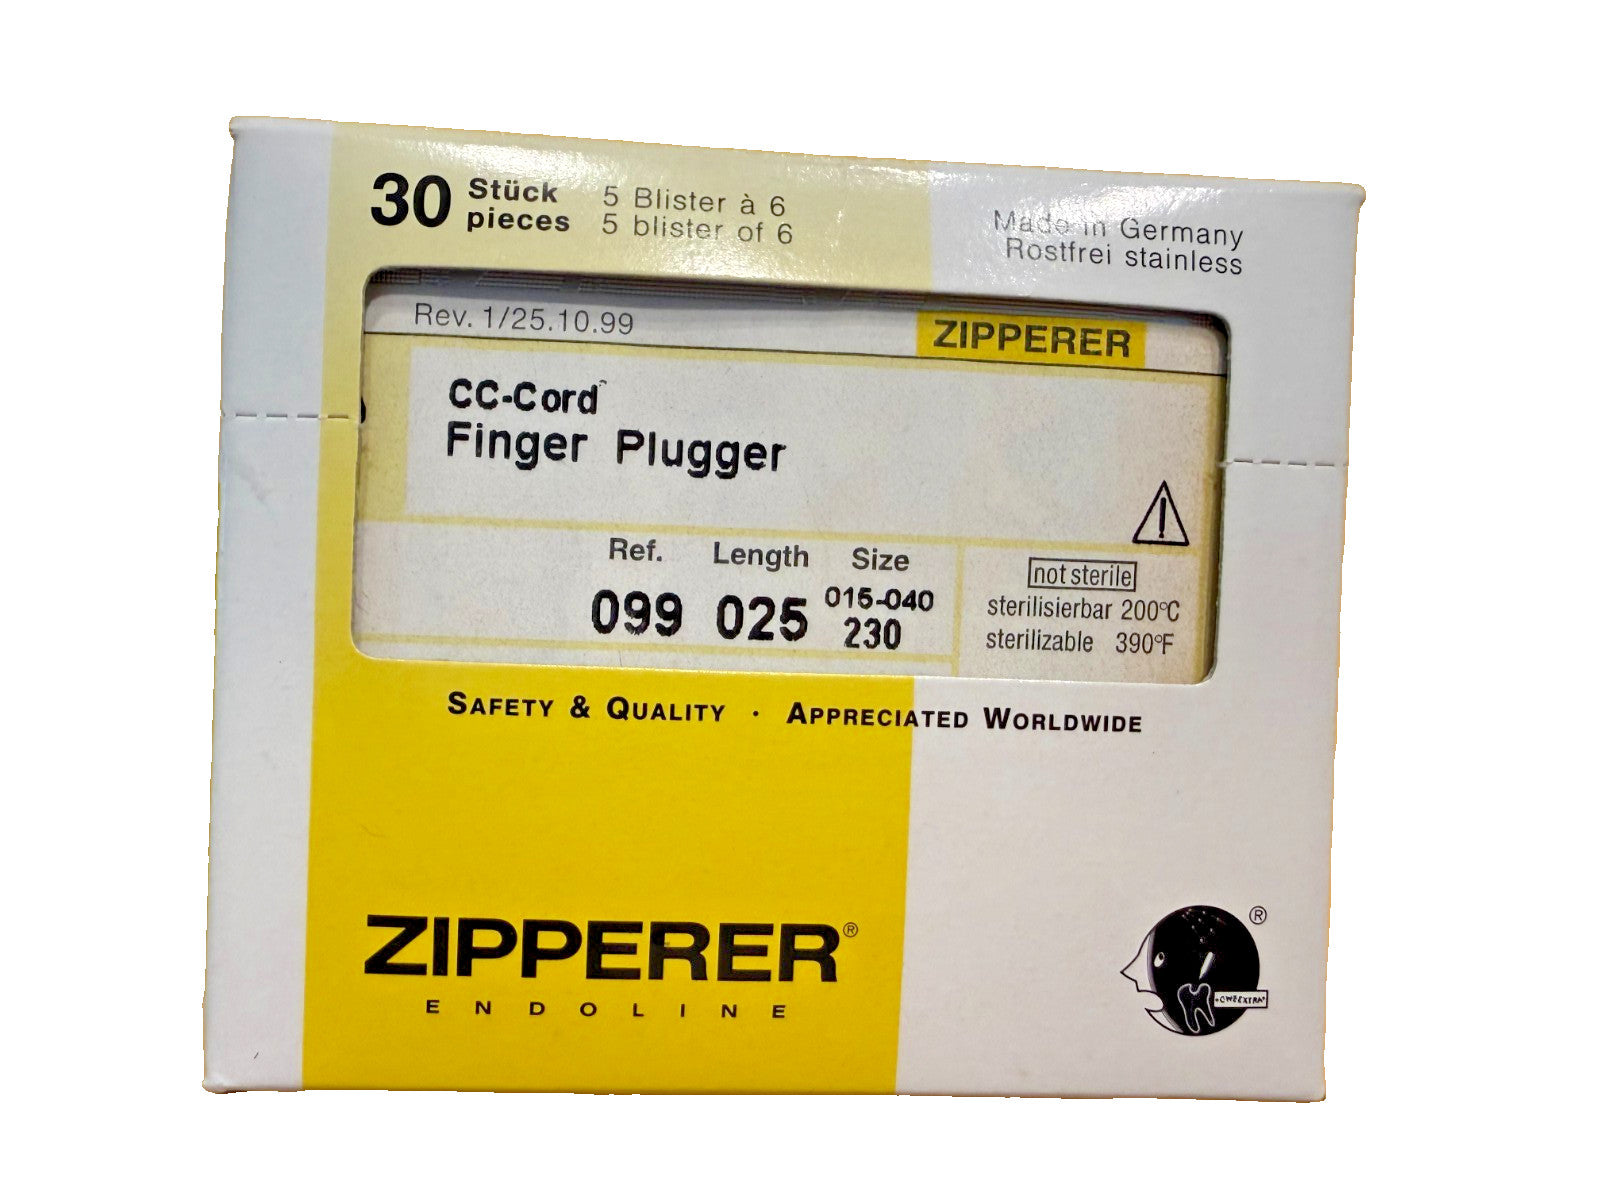 30 Stück 5 Blister à 6
pieces 5 blister of 6
Made in Germany
Rostfrei stainless
Rev. 1/25.10.99
ZIPPERER
CC-Cord™
Finger Plugger
Ref. Length Size
099 025 015-040
230
not sterile
sterilisierbar 200°C
sterilizable 390°F
SAFETY & QUALITY · APPRECIATED WORLDWIDE
ZIPPERER®
ENDOLINE
®